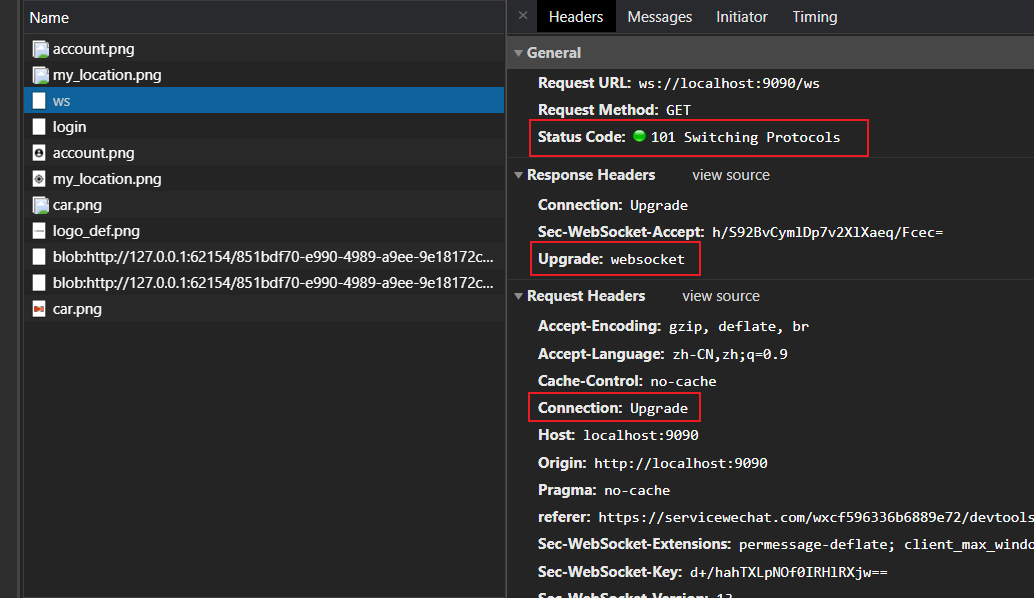 Name
account.png
my_location.png
ws
login
account.png
my_location.png
car.png
logo_def.png
blob:http://127.0.0.1:62154/851bdf70-e990-4989-a9ee-9e18172c...
blob:http://127.0.0.1:62154/851bdf70-e990-4989-a9ee-9e18172c...
car.png
× Headers Messages Initiator Timing
General
Request URL: ws://localhost:9090/ws
Request Method: GET
Status Code: 101 Switching Protocols
Response Headers view source
Connection: Upgrade
Sec-WebSocket-Accept: h/S92BvCymlDp7v2XlXaeq/Fcec=
Upgrade: websocket
Request Headers view source
Accept-Encoding: gzip, deflate, br
Accept-Language: zh-CN,zh;q=0.9
Cache-Control: no-cache
Connection: Upgrade
Host: localhost:9090
Origin: http://localhost:9090
Pragma: no-cache
referer: https://servicewechat.com/wxcf596336b6889e72/devtools
Sec-WebSocket-Extensions: permessage-deflate; client_max_windo
Sec-WebSocket-Key: d+/hahTXLpNOf0IRHlRXjw==
Sec-WebSocket-Version: 13